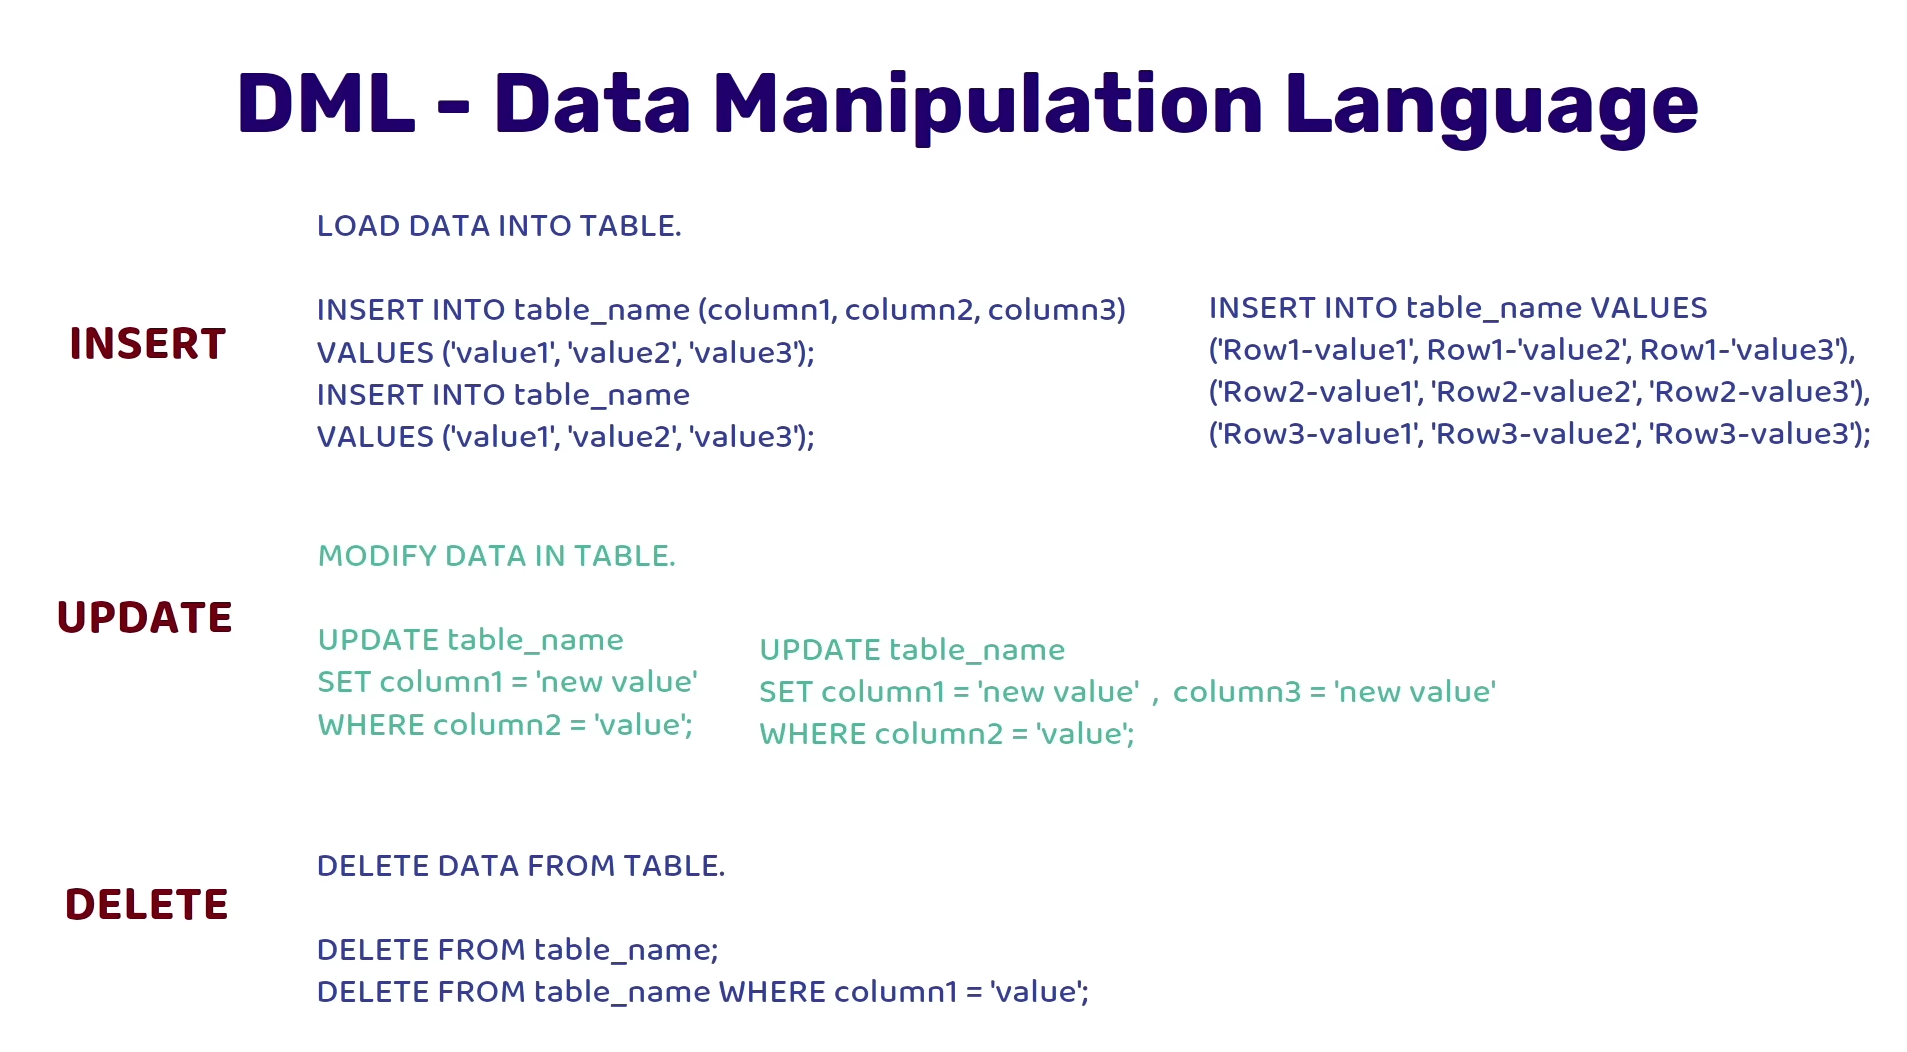 DML - Data Manipulation Language
INSERT
LOAD DATA INTO TABLE.
INSERT INTO table_name (column1, column2, column3)
VALUES ('value1', 'value2', 'value3');
INSERT INTO table_name
VALUES ('value1', 'value2', 'value3');
INSERT INTO table_name VALUES
('Row1-value1', Row1-'value2', Row1-'value3'),
('Row2-value1', 'Row2-value2', 'Row2-value3'),
('Row3-value1', 'Row3-value2', 'Row3-value3');
UPDATE
MODIFY DATA IN TABLE.
UPDATE table_name
SET column1 = 'new value'
WHERE column2 = 'value';
UPDATE table_name
SET column1 = 'new value' , column3 = 'new value'
WHERE column2 = 'value';
DELETE
DELETE DATA FROM TABLE.
DELETE FROM table_name;
DELETE FROM table_name WHERE column1 = 'value';